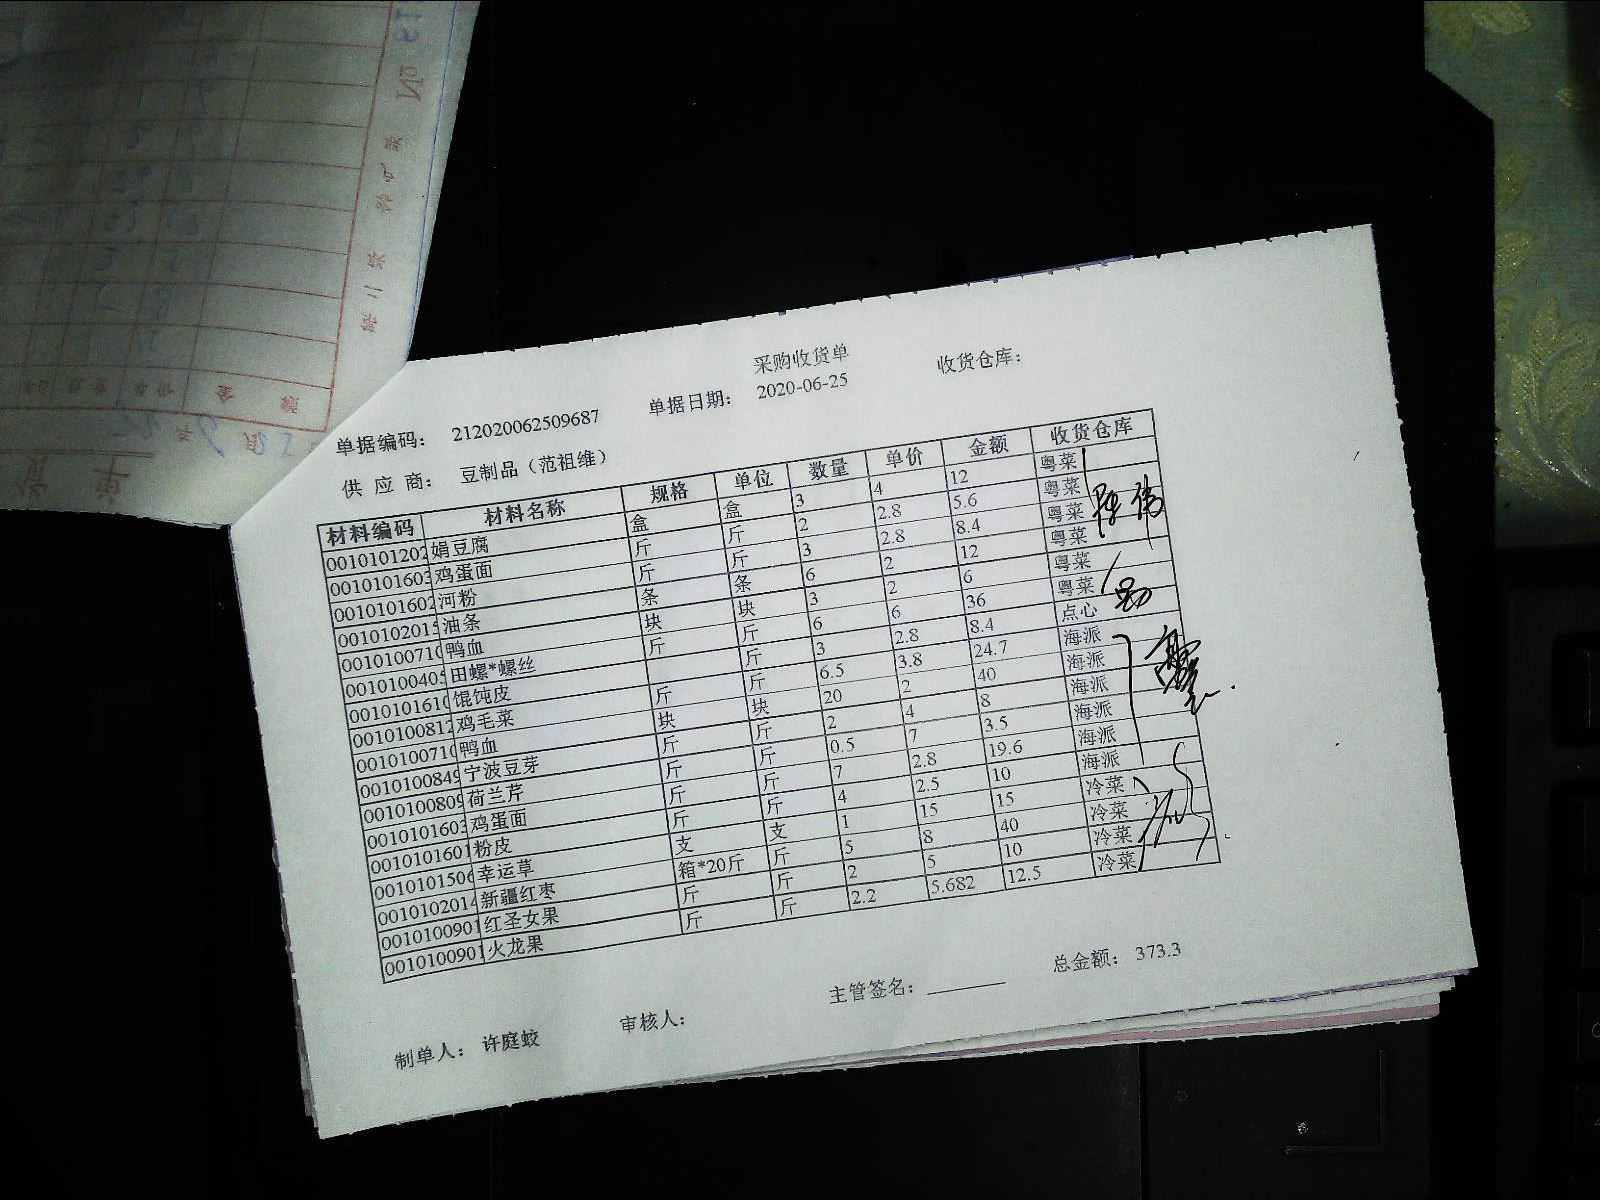 采购收货单
单据编码： 212020062509687 单据日期： 2020-06-25 收货仓库：
供 应 商： 豆制品（范祖维）
材料编码 材料名称 规格 单位 数量 单价 金额 收货仓库
0010101202 娟豆腐 盒 盒 3 4 12 粤菜
0010101603 鸡蛋面 斤 斤 2 2.8 5.6 粤菜
0010101602 河粉 斤 斤 3 2.8 8.4 粤菜
0010102015 油条 条 条 6 2 12 粤菜
0010100710 鸭血 块 块 3 2 6 粤菜
0010100405 田螺*螺丝 斤 斤 6 6 36 粤菜
0010101610 馄饨皮 斤 3 2.8 8.4 点心
0010100812 鸡毛菜 斤 斤 6.5 3.8 24.7 海派
0010100710 鸭血 块 块 20 2 40 海派
0010100849 宁波豆芽 斤 斤 2 4 8 海派
0010100809 荷兰芹 斤 斤 0.5 7 3.5 海派
0010101603 鸡蛋面 斤 斤 7 2.8 19.6 海派
0010101601 粉皮 斤 斤 4 2.5 10 海派
0010101506 幸运草 支 支 1 15 15 冷菜
0010102014 新疆红枣 箱*20斤 斤 5 8 40 冷菜
0010100901 红圣女果 斤 斤 2 5 10 冷菜
0010100901 火龙果 斤 斤 2.2 5.682 12.5 冷菜
总金额： 373.3
主管签名：
制单人： 许庭蛟 审核人：